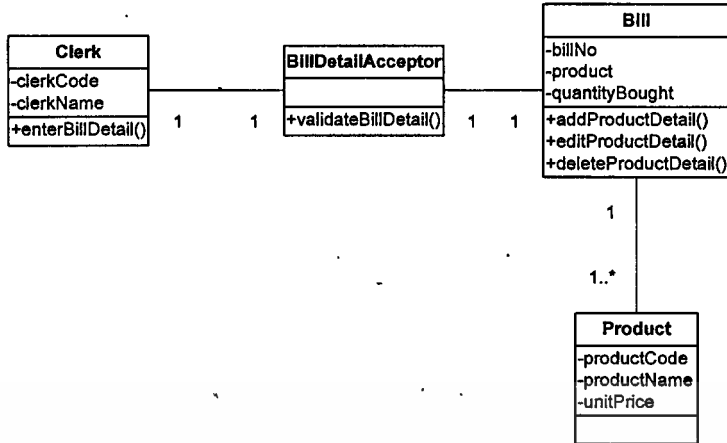 Clerk
-clerkCode
-clerkName
+enterBillDetail()
1
1
BillDetailAcceptor
+validateBillDetail()
1
1
Bill
-billNo
-product
-quantityBought
+addProductDetail()
+editProductDetail()
+deleteProductDetail()
1
1..*
Product
-productCode
-productName
-unitPrice